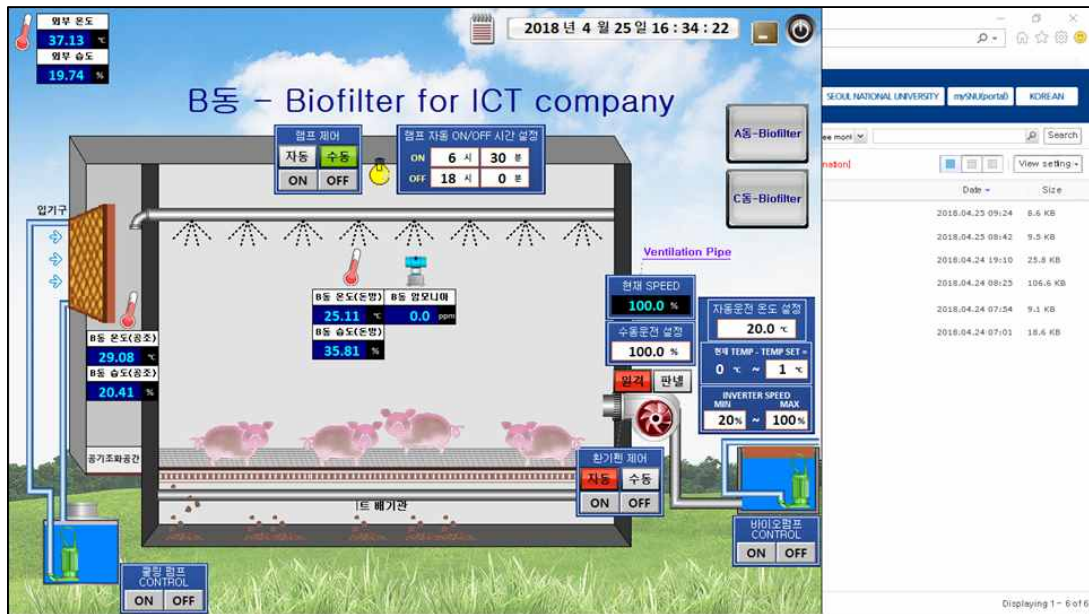 외부 온도
37.13 ℃
외부 습도
19.74 %
2018 년 4 월 25 일 16 : 34 : 22
B동 - Biofilter for ICT company
램프 제어
자동 수동
ON OFF
램프 자동 ON/OFF 시간 설정
ON 6 시 30 분
OFF 18 시 0 분
A동-Biofilter
C동-Biofilter
입기구
B동 온도(공조)
29.08 ℃
B동 습도(공조)
20.41 %
B동 온도(돈방)
25.11 ℃
B동 습도(돈방)
35.81 %
B동 암모니아
0.0 ppm
Ventilation Pipe
현재 SPEED
100.0 %
수동운전 설정
100.0 %
원격 판넬
자동운전 온도 설정
20.0 ℃
현재 TEMP - TEMP SET =
0 ℃ ~ 1 ℃
INVERTER SPEED
MIN MAX
20% ~ 100%
공기조화공간
환기팬 제어
자동 수동
ON OFF
트 배기관
바이오펌프
CONTROL
ON OFF
쿨링 펌프
CONTROL
ON OFF
SEOUL NATIONAL UNIVERSITY
mySNU(portal)
KOREAN
Search
View setting
Date Size
2018.04.25 09:24 8.6 KB
2018.04.25 08:42 9.5 KB
2018.04.24 19:10 25.8 KB
2018.04.24 08:25 106.6 KB
2018.04.24 07:54 9.1 KB
2018.04.24 07:01 18.6 KB
Displaying 1 - 6 of 6